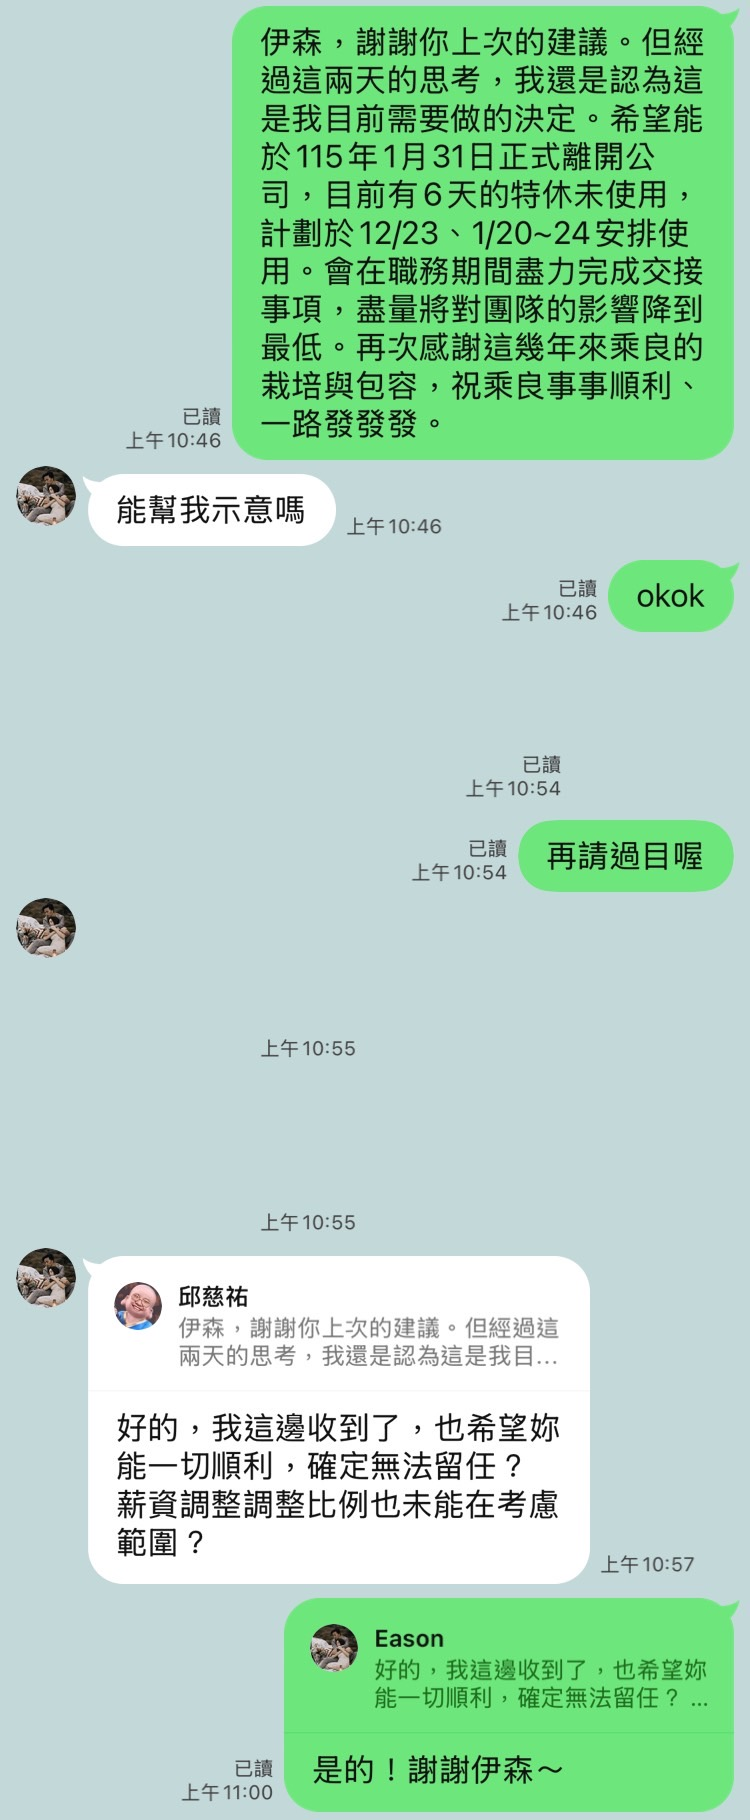 伊森，謝謝你上次的建議。但經
過這兩天的思考，我還是認為這
是我目前需要做的決定。希望能
於115年1月31日正式離開公
司，目前有6天的特休未使用，
計劃於12/23、1/20~24安排使
用。會在職務期間盡力完成交接
事項，盡量將對團隊的影響降到
最低。再次感謝這幾年來乘良的
栽培與包容，祝乘良事事順利、
一路發發發。
已讀
上午10:46
能幫我示意嗎
上午10:46
okok
已讀
上午10:46
已讀
上午10:54
再請過目喔
已讀
上午10:54
上午10:55
上午10:55
邱慈祐
伊森，謝謝你上次的建議。但經過這
兩天的思考，我還是認為這是我目...
好的，我這邊收到了，也希望妳
能一切順利，確定無法留任？
薪資調整調整比例也未能在考慮
範圍？
上午10:57
Eason
好的，我這邊收到了，也希望妳
能一切順利，確定無法留任？ ...
是的！謝謝伊森～
已讀
上午11:00